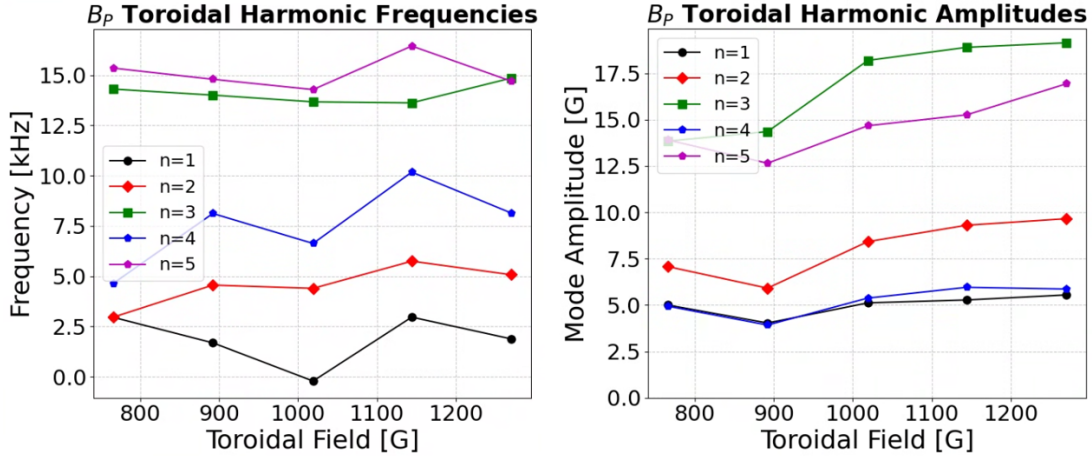 B_P Toroidal Harmonic Frequencies
Frequency [kHz]
15.0
12.5
10.0
7.5
5.0
2.5
0.0
n=1
n=2
n=3
n=4
n=5
800 900 1000 1100 1200
Toroidal Field [G]
B_P Toroidal Harmonic Amplitudes
Mode Amplitude [G]
17.5
15.0
12.5
10.0
7.5
5.0
2.5
0.0
n=1
n=2
n=3
n=4
n=5
800 900 1000 1100 1200
Toroidal Field [G]